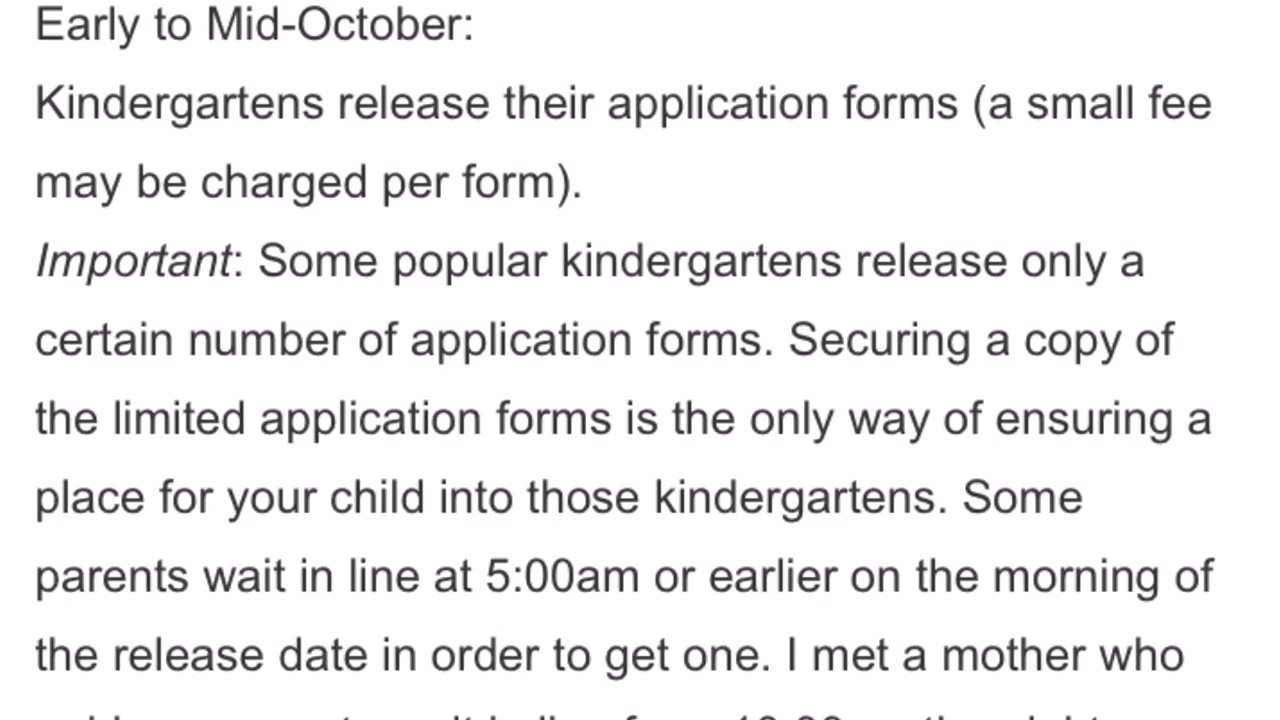 Early to Mid-October:
Kindergartens release their application forms (a small fee
may be charged per form).
Important: Some popular kindergartens release only a
certain number of application forms. Securing a copy of
the limited application forms is the only way of ensuring a
place for your child into those kindergartens. Some
parents wait in line at 5:00am or earlier on the morning of
the release date in order to get one. I met a mother who